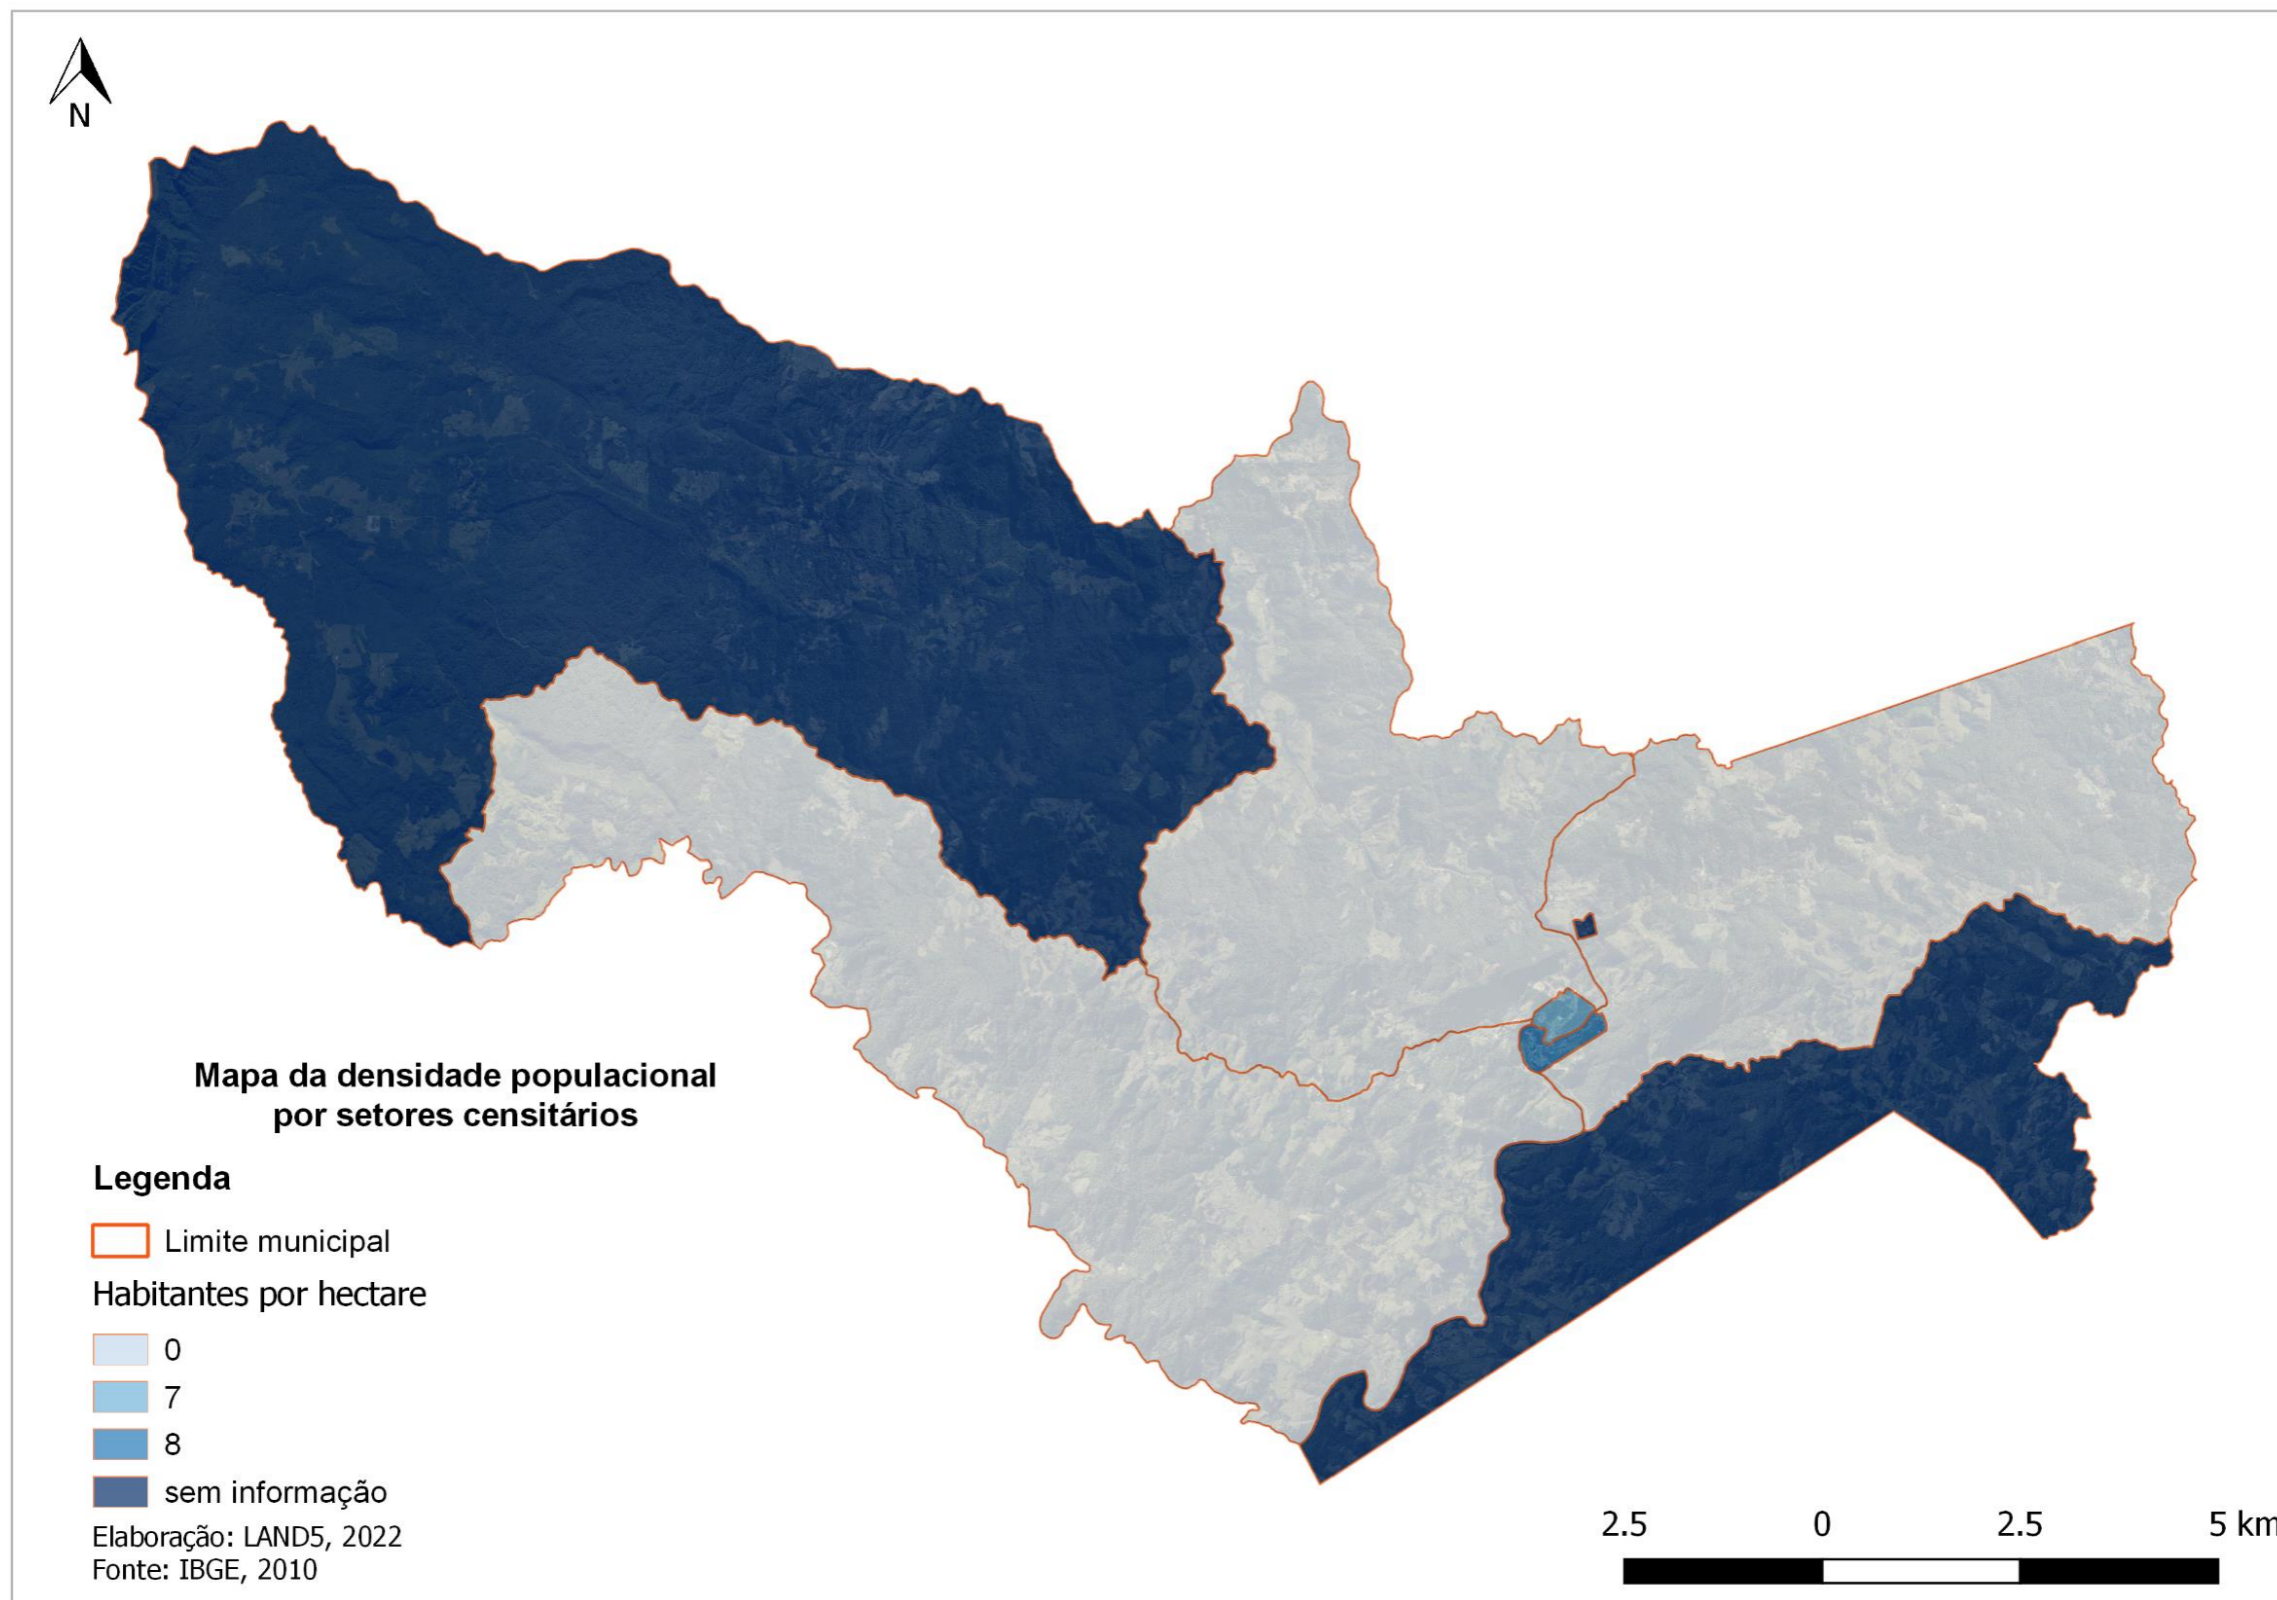 N
Mapa da densidade populacional
por setores censitários
Legenda
Limite municipal
Habitantes por hectare
0
7
8
sem informação
Elaboração: LAND5, 2022
Fonte: IBGE, 2010
2.5 0 2.5 5 km